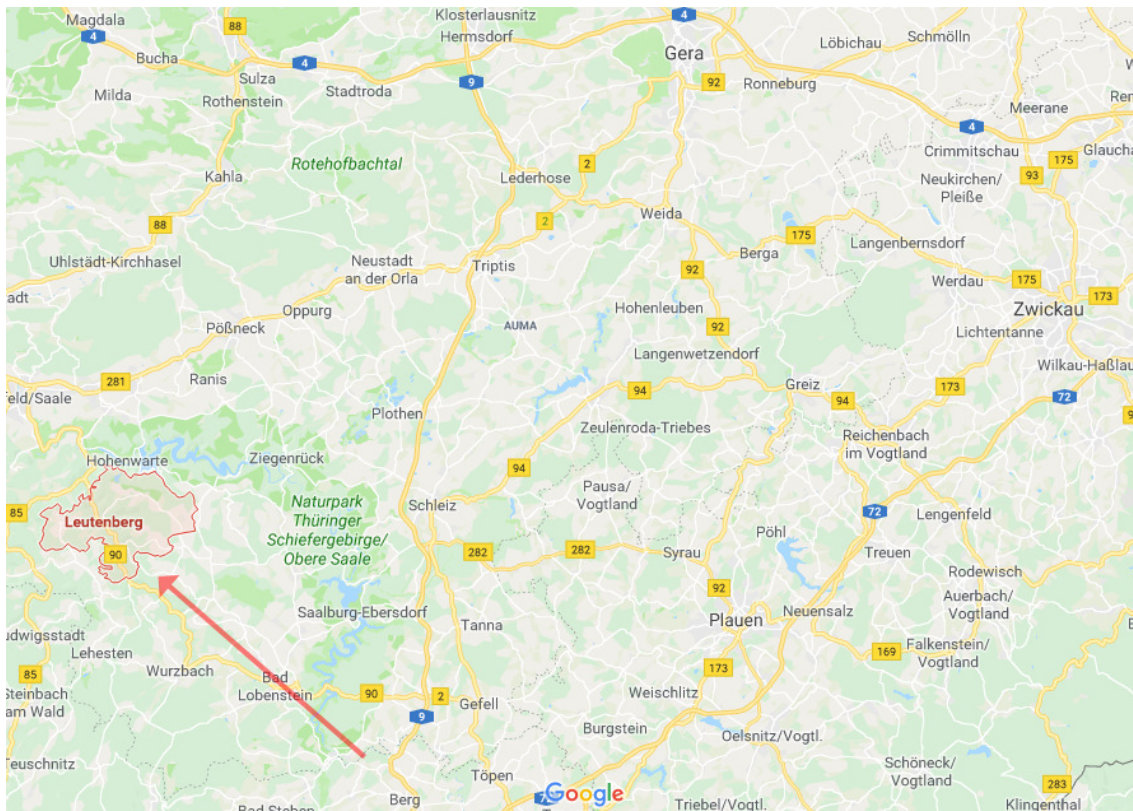 Magdala
4
Bucha
88
Klosterlausnitz
Hermsdorf
4
Löbichau
Schmölln
Gera
Sulza
4
Stadtroda
9
92
Ronneburg
Milda
Rothenstein
Meerane
4
Crimmitschau
175
Glaucha
Rotehofbachtal
2
Kahla
Lederhose
Neukirchen/
Pleiße
93
88
2
Weida
175
Langenbernsdorf
Berga
Uhlstädt-Kirchhasel
Neustadt
an der Orla
Triptis
92
Werdau
175
173
Zwickau
Oppurg
Hohenleuben
AUMA
Pößneck
92
Lichtentanne
Langenwetzendorf
Wilkau-Haßlau
281
Ranis
94
Greiz
94
173
72
feld/Saale
Plothen
Zeulenroda-Triebes
Reichenbach
im Vogtland
Hohenwarte
Ziegenrück
94
85
Naturpark
Thüringer
Schiefergebirge/
Obere Saale
Schleiz
Pausa/
Vogtland
72
Lengenfeld
Leutenberg
90
282
282
Syrau
Pöhl
Treuen
92
Rodewisch
Saalburg-Ebersdorf
Tanna
Plauen
Neuensalz
Auerbach/
Vogtland
udwigsstadt
Lehesten
85
Wurzbach
Bad
Lobenstein
90
2
173
169
Falkenstein/
Vogtland
Steinbach
am Wald
Gefell
Weischlitz
9
Burgstein
Oelsnitz/Vogtl.
Teuschnitz
Töpen
Schöneck/
Vogtland
283
Berg
Google
Triebel/Vogtl.
Klingenthal
Bad Steben